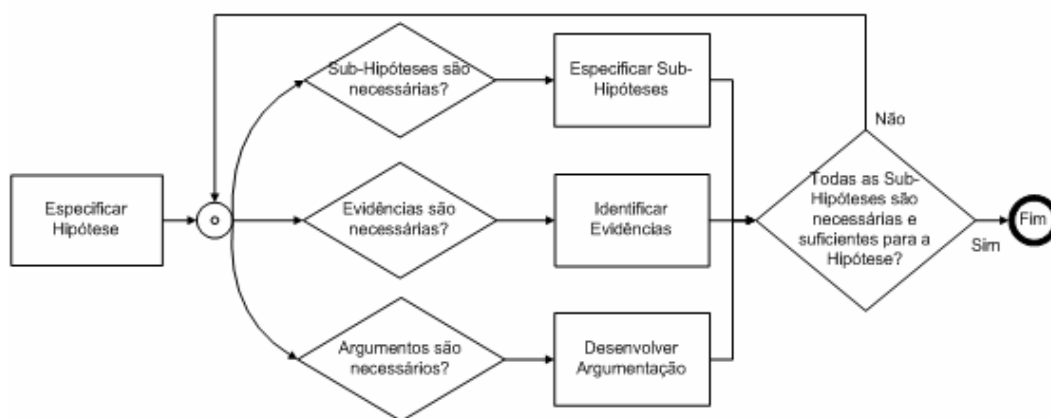 Sub-Hipóteses são
necessárias?
Especificar Sub-
Hipóteses
Não
Especificar
Hipótese
Evidências são
necessárias?
Identificar
Evidências
Todas as Sub-
Hipóteses são
necessárias e
suficientes para a
Hipótese?
Sim
Fim
Argumentos são
necessários?
Desenvolver
Argumentação